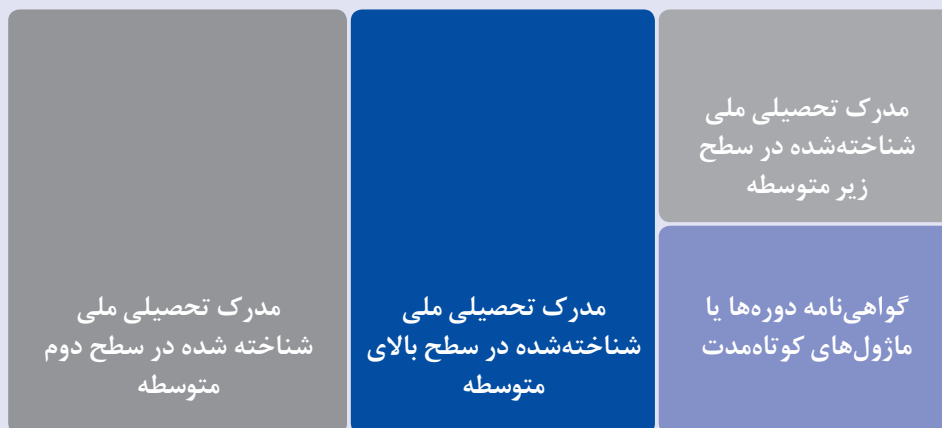 مدرک تحصیلی ملی
شناخته‌شده در سطح
زیر متوسطه
گواهی‌نامه دوره‌ها یا
ماژول‌های کوتاه‌مدت
مدرک تحصیلی ملی
شناخته‌شده در سطح بالای
متوسطه
مدرک تحصیلی ملی
شناخته شده در سطح دوم
متوسطه